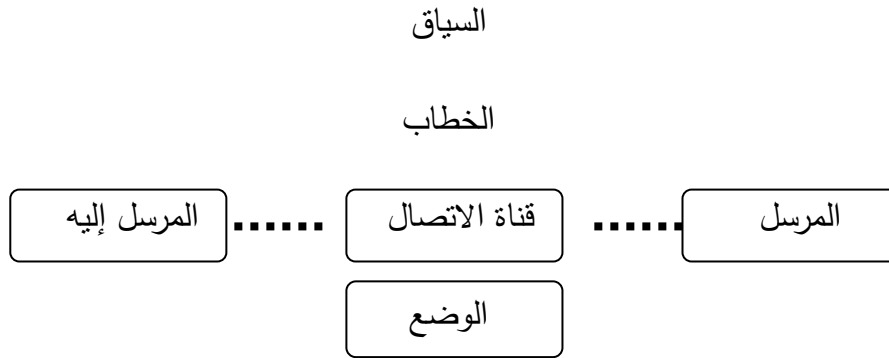 السياق
الخطاب
المرسل ...... قناة الاتصال ...... المرسل إليه
الوضع